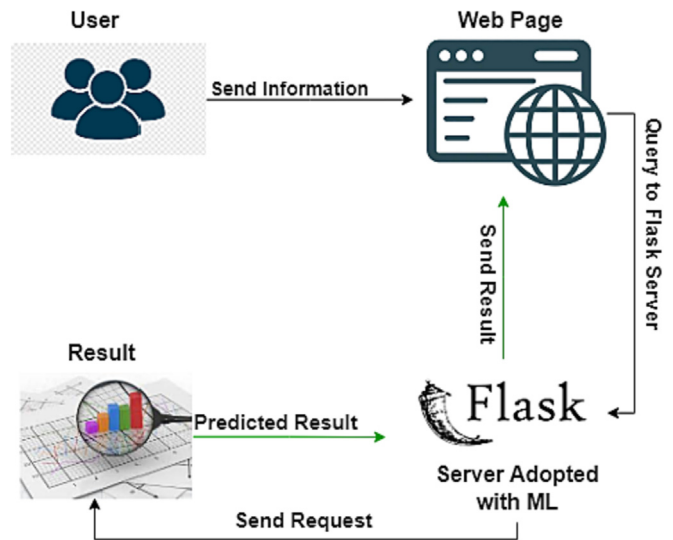 User
Web Page
Send Information
Query to Flask Server
Send Result
Result
Predicted Result
Flask
Server Adopted
with ML
Send Request